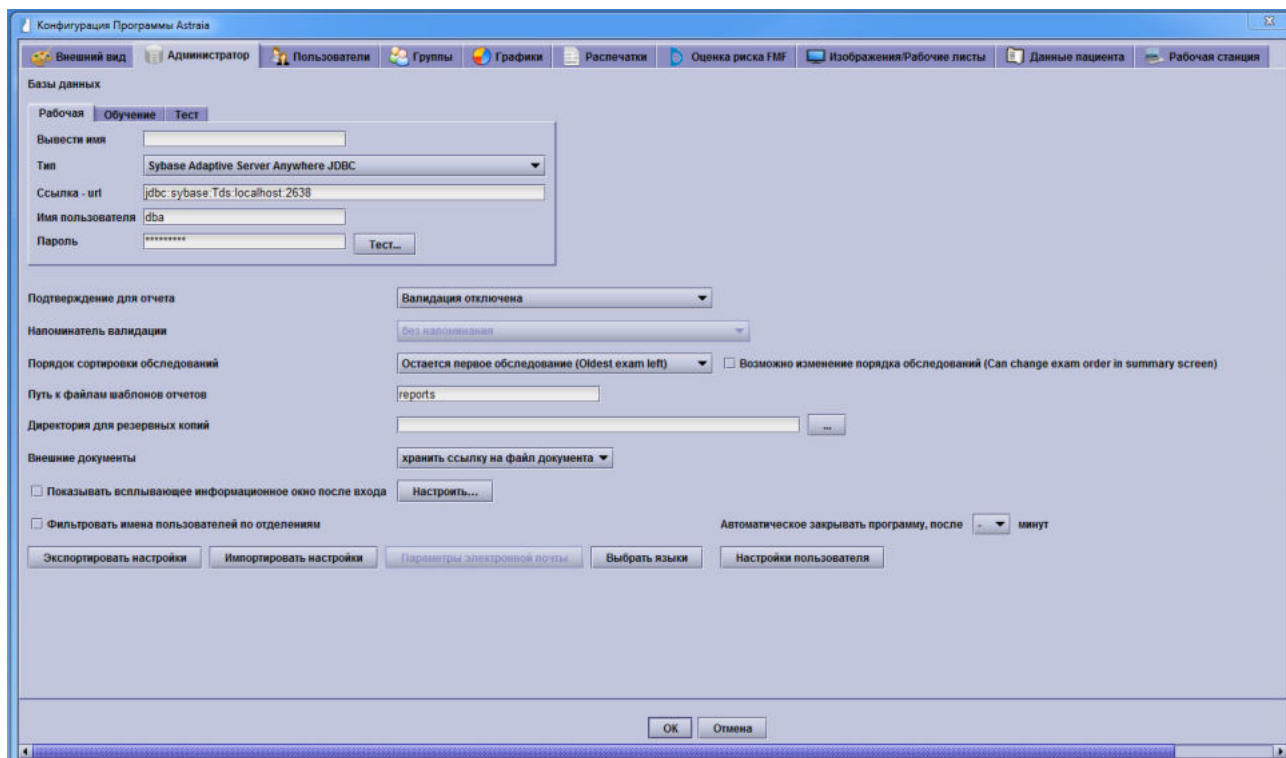 Конфигурация Программы Astraia
Внешний вид Администратор Пользователи Группы Графики Распечатки Оценка риска FMF Изображения/Рабочие листы Данные пациента Рабочая станция
Базы данных
Рабочая Обучение Тест
Вывести имя
Тип Sybase Adaptive Server Anywhere JDBC
Ссылка - url jdbc:sybase:Tds:localhost:2638
Имя пользователя dba
Пароль ********* Тест...
Подтверждение для отчета Валидация отключена
Напоминатель валидации без напоминания
Порядок сортировки обследований Остается первое обследование (Oldest exam left) Возможно изменение порядка обследований (Can change exam order in summary screen)
Путь к файлам шаблонов отчетов reports
Директория для резервных копий ...
Внешние документы хранить ссылку на файл документа
Показывать всплывающее информационное окно после входа Настроить...
Фильтровать имена пользователей по отделениям Автоматическое закрывать программу, после - минут
Экспортировать настройки Импортировать настройки Параметры электронной почты Выбрать языки Настройки пользователя
OK Отмена